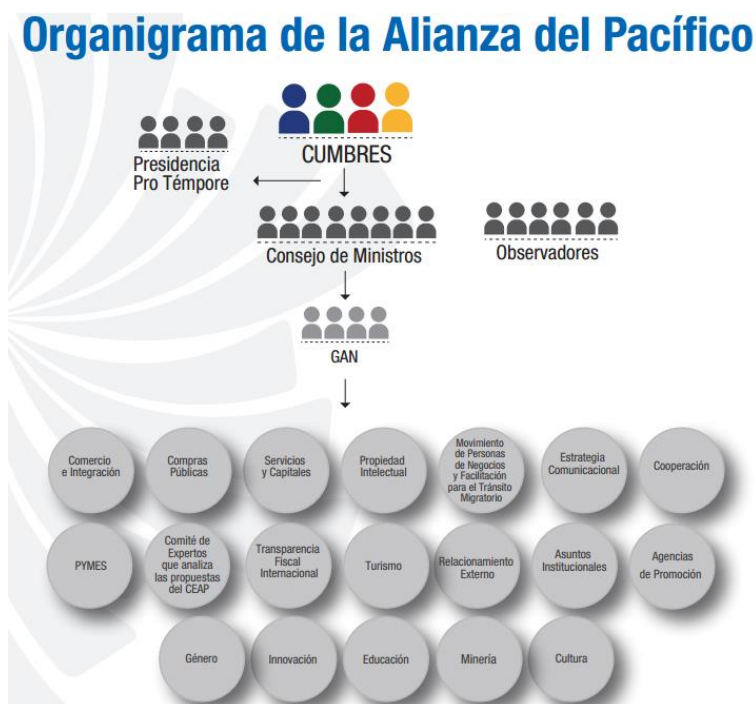 Organigrama de la Alianza del Pacífico
CUMBRES
Presidencia
Pro Témpore
Consejo de Ministros
Observadores
GAN
Comercio
e Integración
Compras
Públicas
Servicios
y Capitales
Propiedad
Intelectual
Movimiento
de Personas
de Negocios
y Facilitación
para el Tránsito
Migratorio
Estrategia
Comunicacional
Cooperación
PYMES
Comité de
Expertos
que analiza
las propuestas
del CEAP
Transparencia
Fiscal
Internacional
Turismo
Relacionamiento
Externo
Asuntos
Institucionales
Agencias
de Promoción
Género
Innovación
Educación
Minería
Cultura